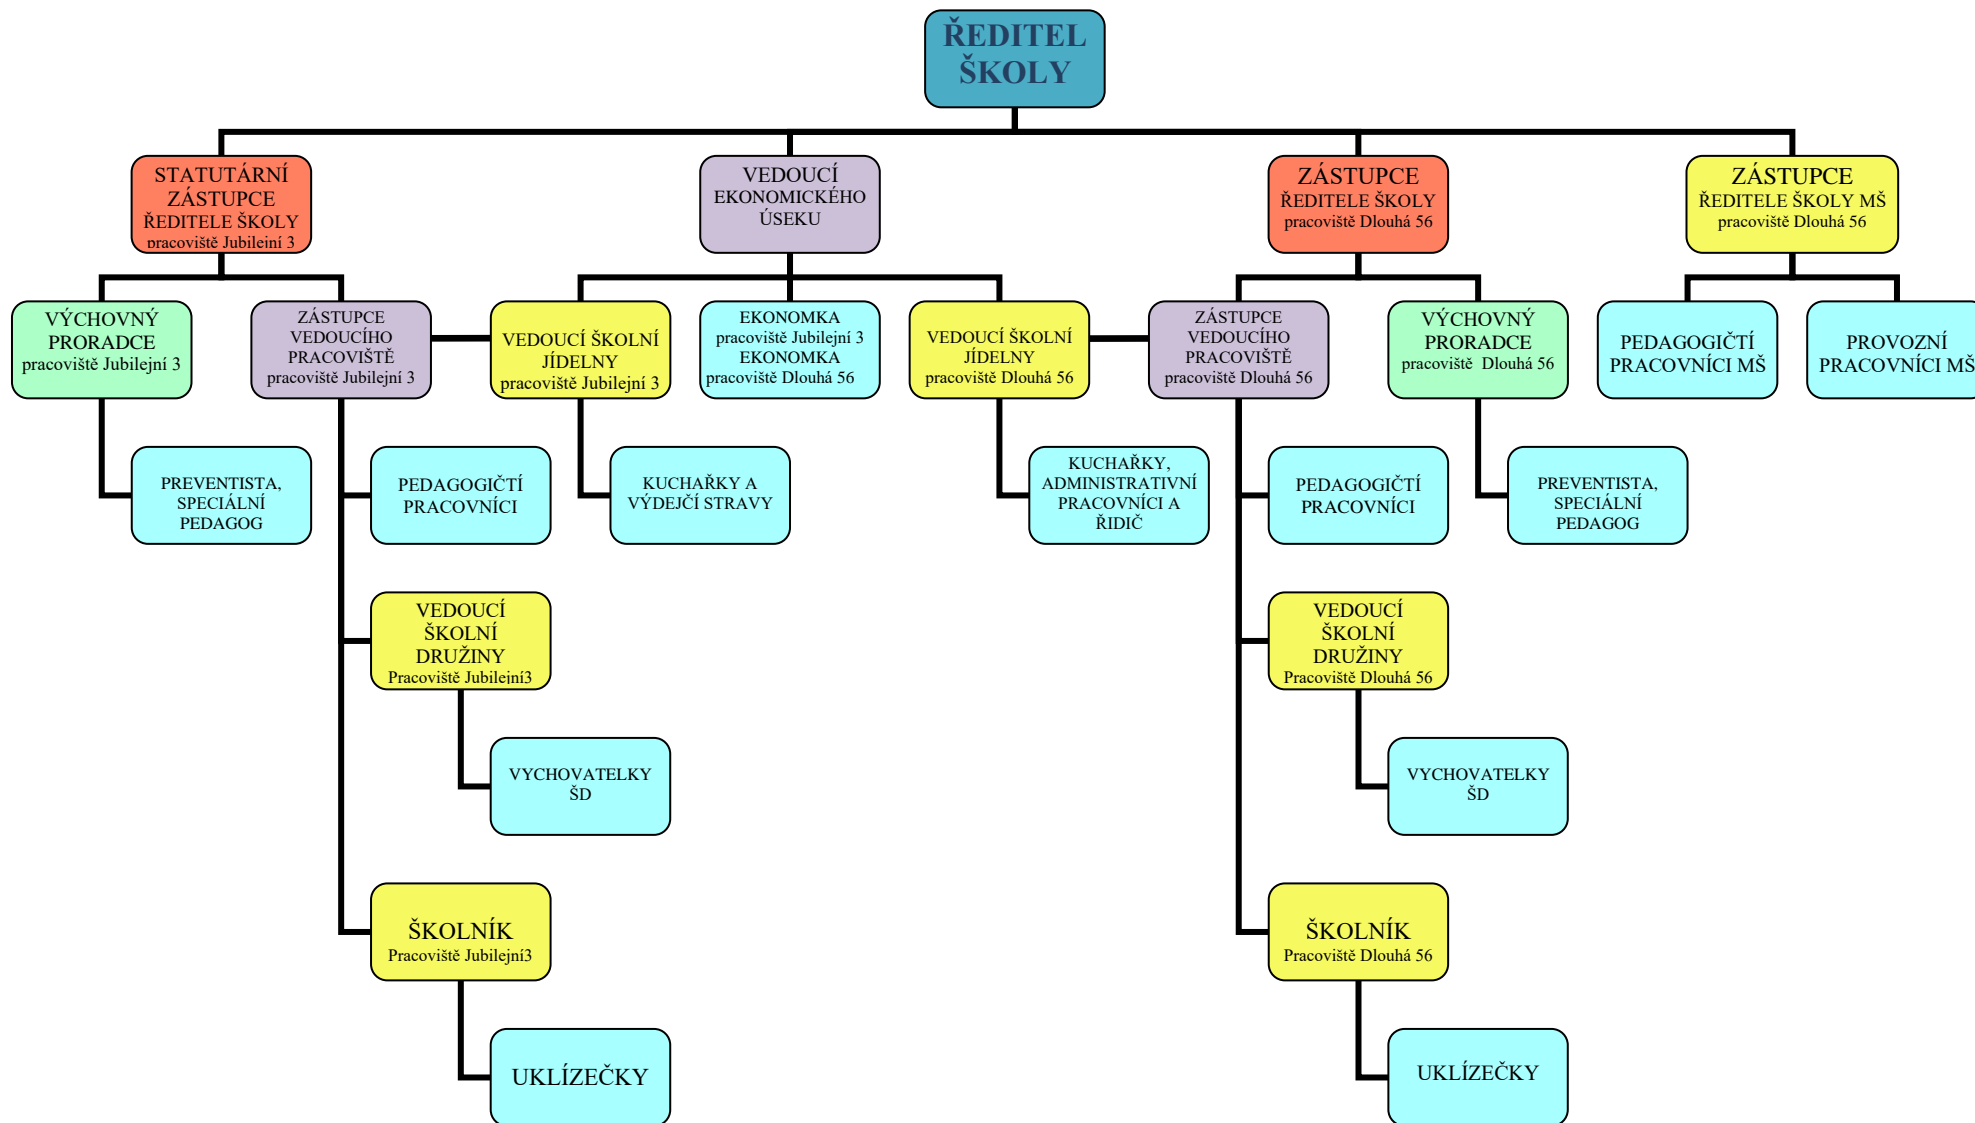 ŘEDITEL
ŠKOLY
STATUTÁRNÍ
ZÁSTUPCE
ŘEDITELE ŠKOLY
pracoviště Jubilejní 3
VEDOUCÍ
EKONOMICKÉHO
ÚSEKU
ZÁSTUPCE
ŘEDITELE ŠKOLY
pracoviště Dlouhá 56
ZÁSTUPCE
ŘEDITELE ŠKOLY MŠ
pracoviště Dlouhá 56
VÝCHOVNÝ
PRORADCE
pracoviště Jubilejní 3
ZÁSTUPCE
VEDOUCÍHO
PRACOVIŠTĚ
pracoviště Jubilejní 3
VEDOUCÍ ŠKOLNÍ
JÍDELNY
pracoviště Jubilejní 3
EKONOMKA
pracoviště Jubilejní 3
EKONOMKA
pracoviště Dlouhá 56
VEDOUCÍ ŠKOLNÍ
JÍDELNY
pracoviště Dlouhá 56
ZÁSTUPCE
VEDOUCÍHO
PRACOVIŠTĚ
pracoviště Dlouhá 56
VÝCHOVNÝ
PRORADCE
pracoviště Dlouhá 56
PEDAGOGIČTÍ
PRACOVNÍCI MŠ
PROVOZNÍ
PRACOVNÍCI MŠ
PREVENTISTA,
SPECIÁLNÍ
PEDAGOG
PEDAGOGIČTÍ
PRACOVNÍCI
KUCHAŘKY A
VÝDEJČÍ STRAVY
KUCHAŘKY,
ADMINISTRATIVNÍ
PRACOVNÍCI A
ŘIDIČ
PEDAGOGIČTÍ
PRACOVNÍCI
PREVENTISTA,
SPECIÁLNÍ
PEDAGOG
VEDOUCÍ
ŠKOLNÍ
DRUŽINY
Pracoviště Jubilejní3
VEDOUCÍ
ŠKOLNÍ
DRUŽINY
Pracoviště Dlouhá 56
VYCHOVATELKY
ŠD
VYCHOVATELKY
ŠD
ŠKOLNÍK
Pracoviště Jubilejní3
ŠKOLNÍK
Pracoviště Dlouhá 56
UKLÍZEČKY
UKLÍZEČKY